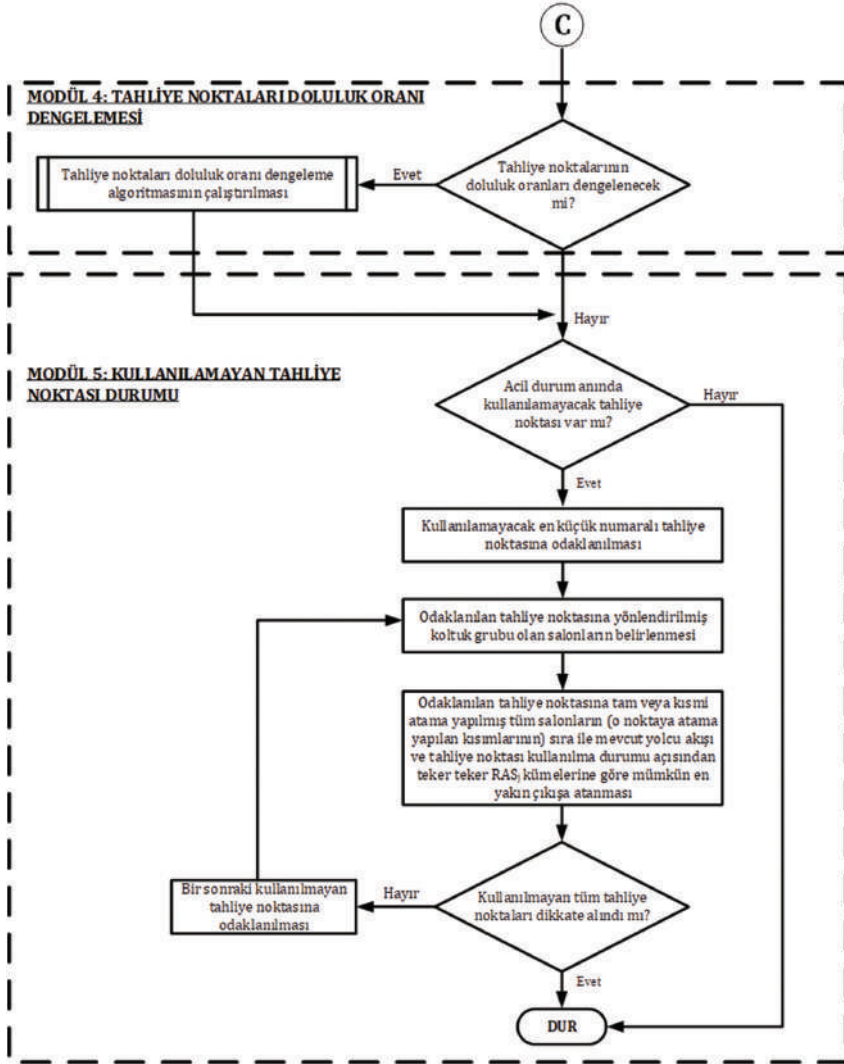 C
MODÜL 4: TAHLİYE NOKTALARI DOLULUK ORANI
DENGELEMESİ
Tahliye noktalarının
doluluk oranları dengelenecek
mi?
Evet
Tahliye noktaları doluluk oranı dengeleme
algoritmasının çalıştırılması
Hayır
MODÜL 5: KULLANILAMAYAN TAHLİYE
NOKTASI DURUMU
Acil durum anında
kullanılamayacak tahliye
noktası var mı?
Hayır
Evet
Kullanılamayacak en küçük numaralı tahliye
noktasına odaklanılması
Odaklanılan tahliye noktasına yönlendirilmiş
koltuk grubu olan salonların belirlenmesi
Odaklanılan tahliye noktasına tam veya kısmi
atama yapılmış tüm salonların (o noktaya atama
yapılan kısımlarının) sıra ile mevcut yolcu akışı
ve tahliye noktası kullanılma durumu açısından
teker teker RASj kümelerine göre mümkün en
yakın çıkışa atanması
Kullanılmayan tüm tahliye
noktaları dikkate alındı mı?
Hayır
Bir sonraki kullanılmayan
tahliye noktasına
odaklanılması
Evet
DUR